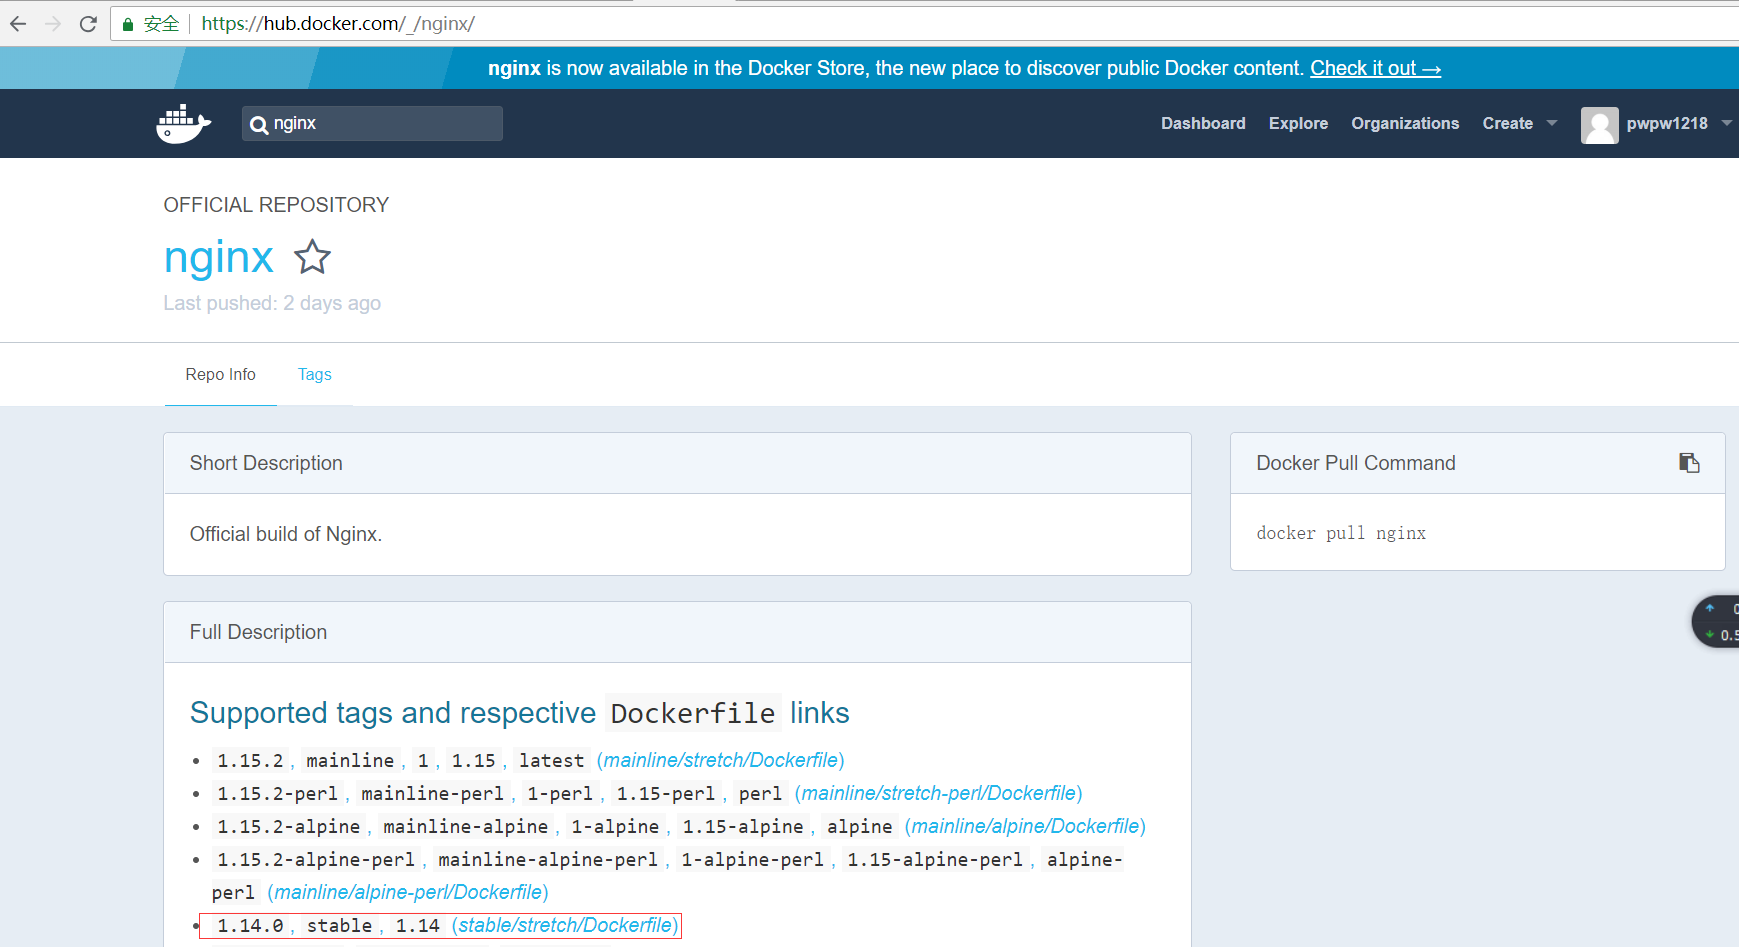 安全 https://hub.docker.com/_/nginx/
nginx is now available in the Docker Store, the new place to discover public Docker content. Check it out →
nginx Dashboard Explore Organizations Create pwpw1218
OFFICIAL REPOSITORY
nginx
Last pushed: 2 days ago
Repo Info Tags
Short Description
Official build of Nginx.
Docker Pull Command
docker pull nginx
Full Description
Supported tags and respective Dockerfile links
• 1.15.2, mainline, 1, 1.15, latest (mainline/stretch/Dockerfile)
• 1.15.2-perl, mainline-perl, 1-perl, 1.15-perl, perl (mainline/stretch-perl/Dockerfile)
• 1.15.2-alpine, mainline-alpine, 1-alpine, 1.15-alpine, alpine (mainline/alpine/Dockerfile)
• 1.15.2-alpine-perl, mainline-alpine-perl, 1-alpine-perl, 1.15-alpine-perl, alpine-
perl (mainline/alpine-perl/Dockerfile)
• 1.14.0, stable, 1.14 (stable/stretch/Dockerfile)